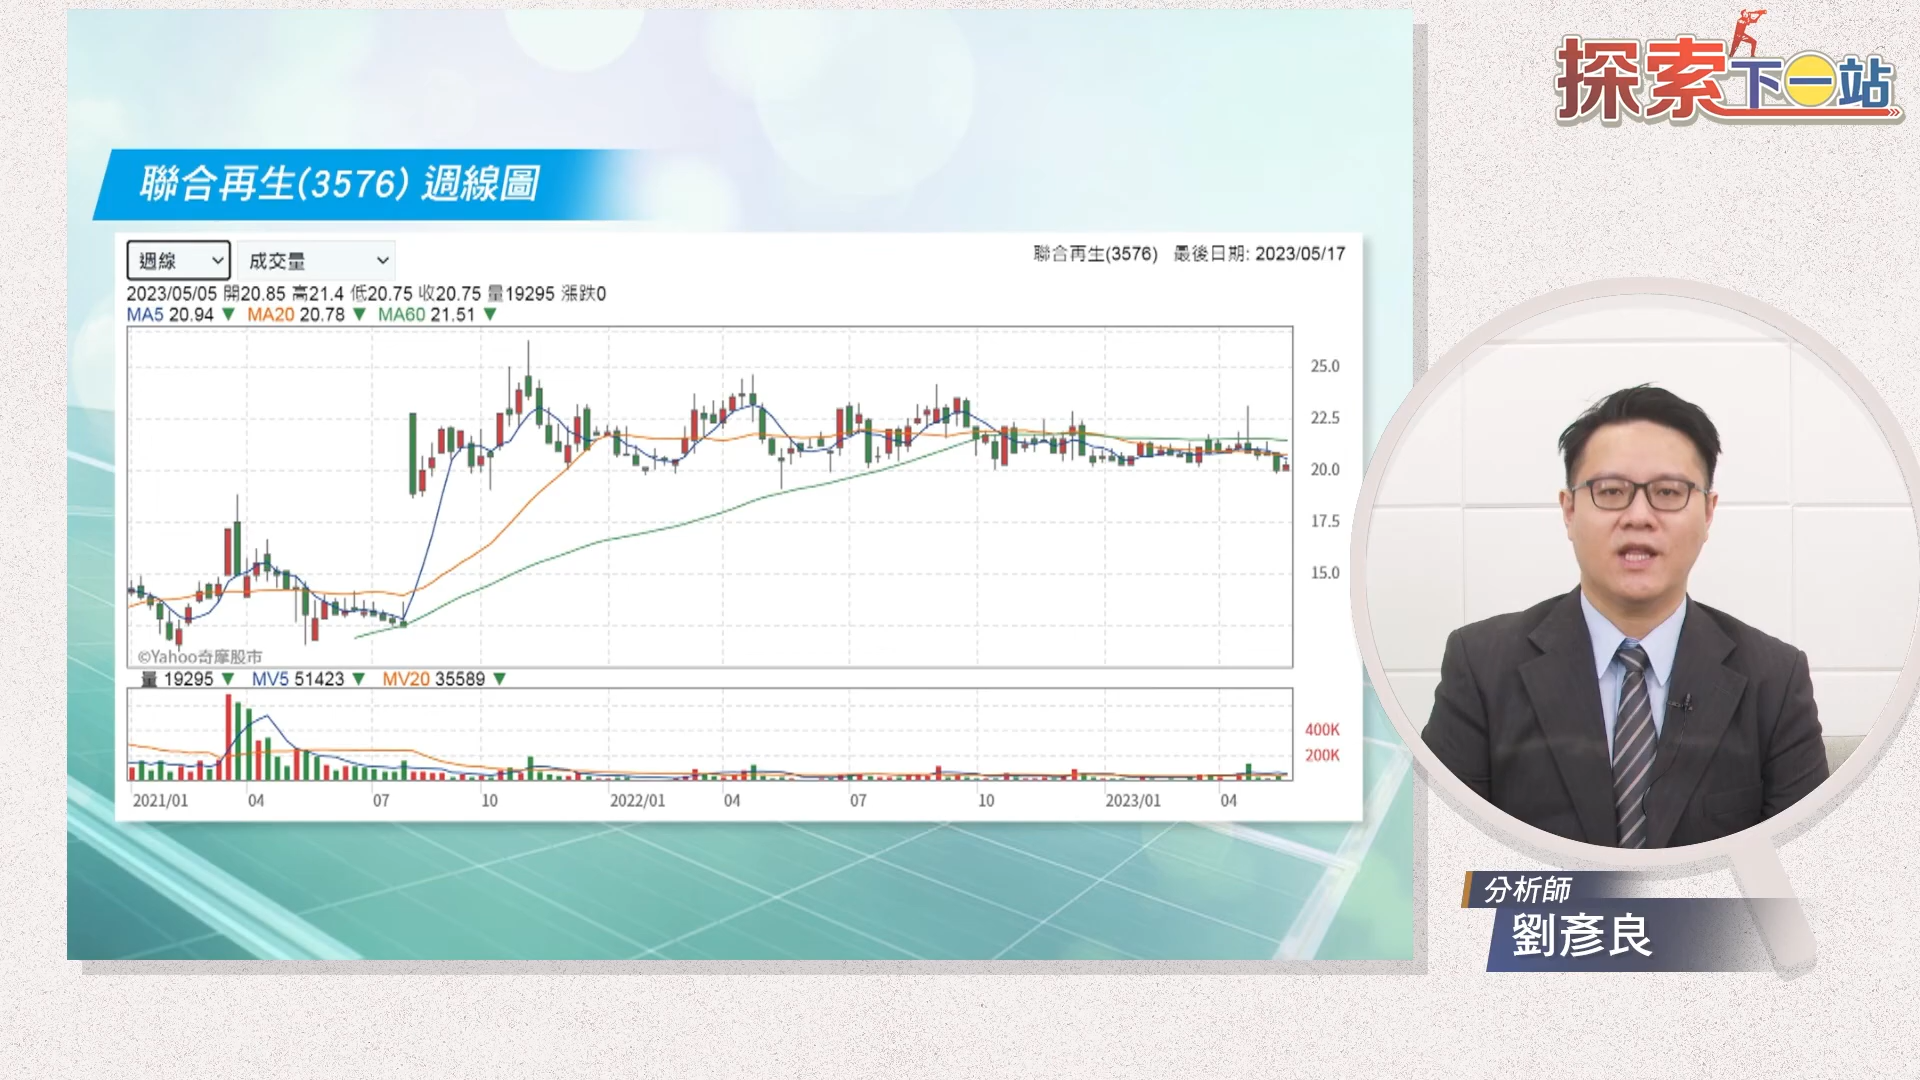 探索下一站
聯合再生(3576) 週線圖
週線 成交量
聯合再生(3576) 最後日期: 2023/05/17
2023/05/05 開20.85 高21.4 低20.75 收20.75 量19295 漲跌0
MA5 20.94 ▼ MA20 20.78 ▼ MA60 21.51 ▼
25.0
22.5
20.0
17.5
15.0
©Yahoo奇摩股市
量 19295 ▼ MV5 51423 ▼ MV20 35589 ▼
400K
200K
2021/01 04 07 10 2022/01 04 07 10 2023/01 04
分析師
劉彥良